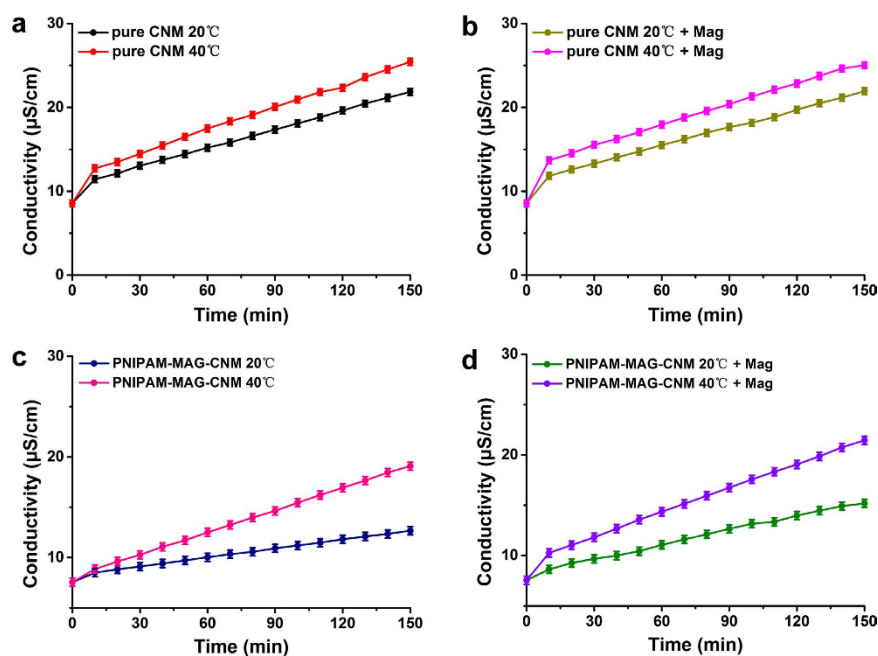 a
pure CNM 20℃
pure CNM 40℃
Conductivity (μS/cm)
30
20
10
0
0 30 60 90 120 150
Time (min)
b
pure CNM 20℃ + Mag
pure CNM 40℃ + Mag
Conductivity (μS/cm)
30
20
10
0
0 30 60 90 120 150
Time (min)
c
PNIPAM-MAG-CNM 20℃
PNIPAM-MAG-CNM 40℃
Conductivity (μS/cm)
30
20
10
0 30 60 90 120 150
Time (min)
d
PNIPAM-MAG-CNM 20℃ + Mag
PNIPAM-MAG-CNM 40℃ + Mag
Conductivity (μS/cm)
30
20
10
0 30 60 90 120 150
Time (min)